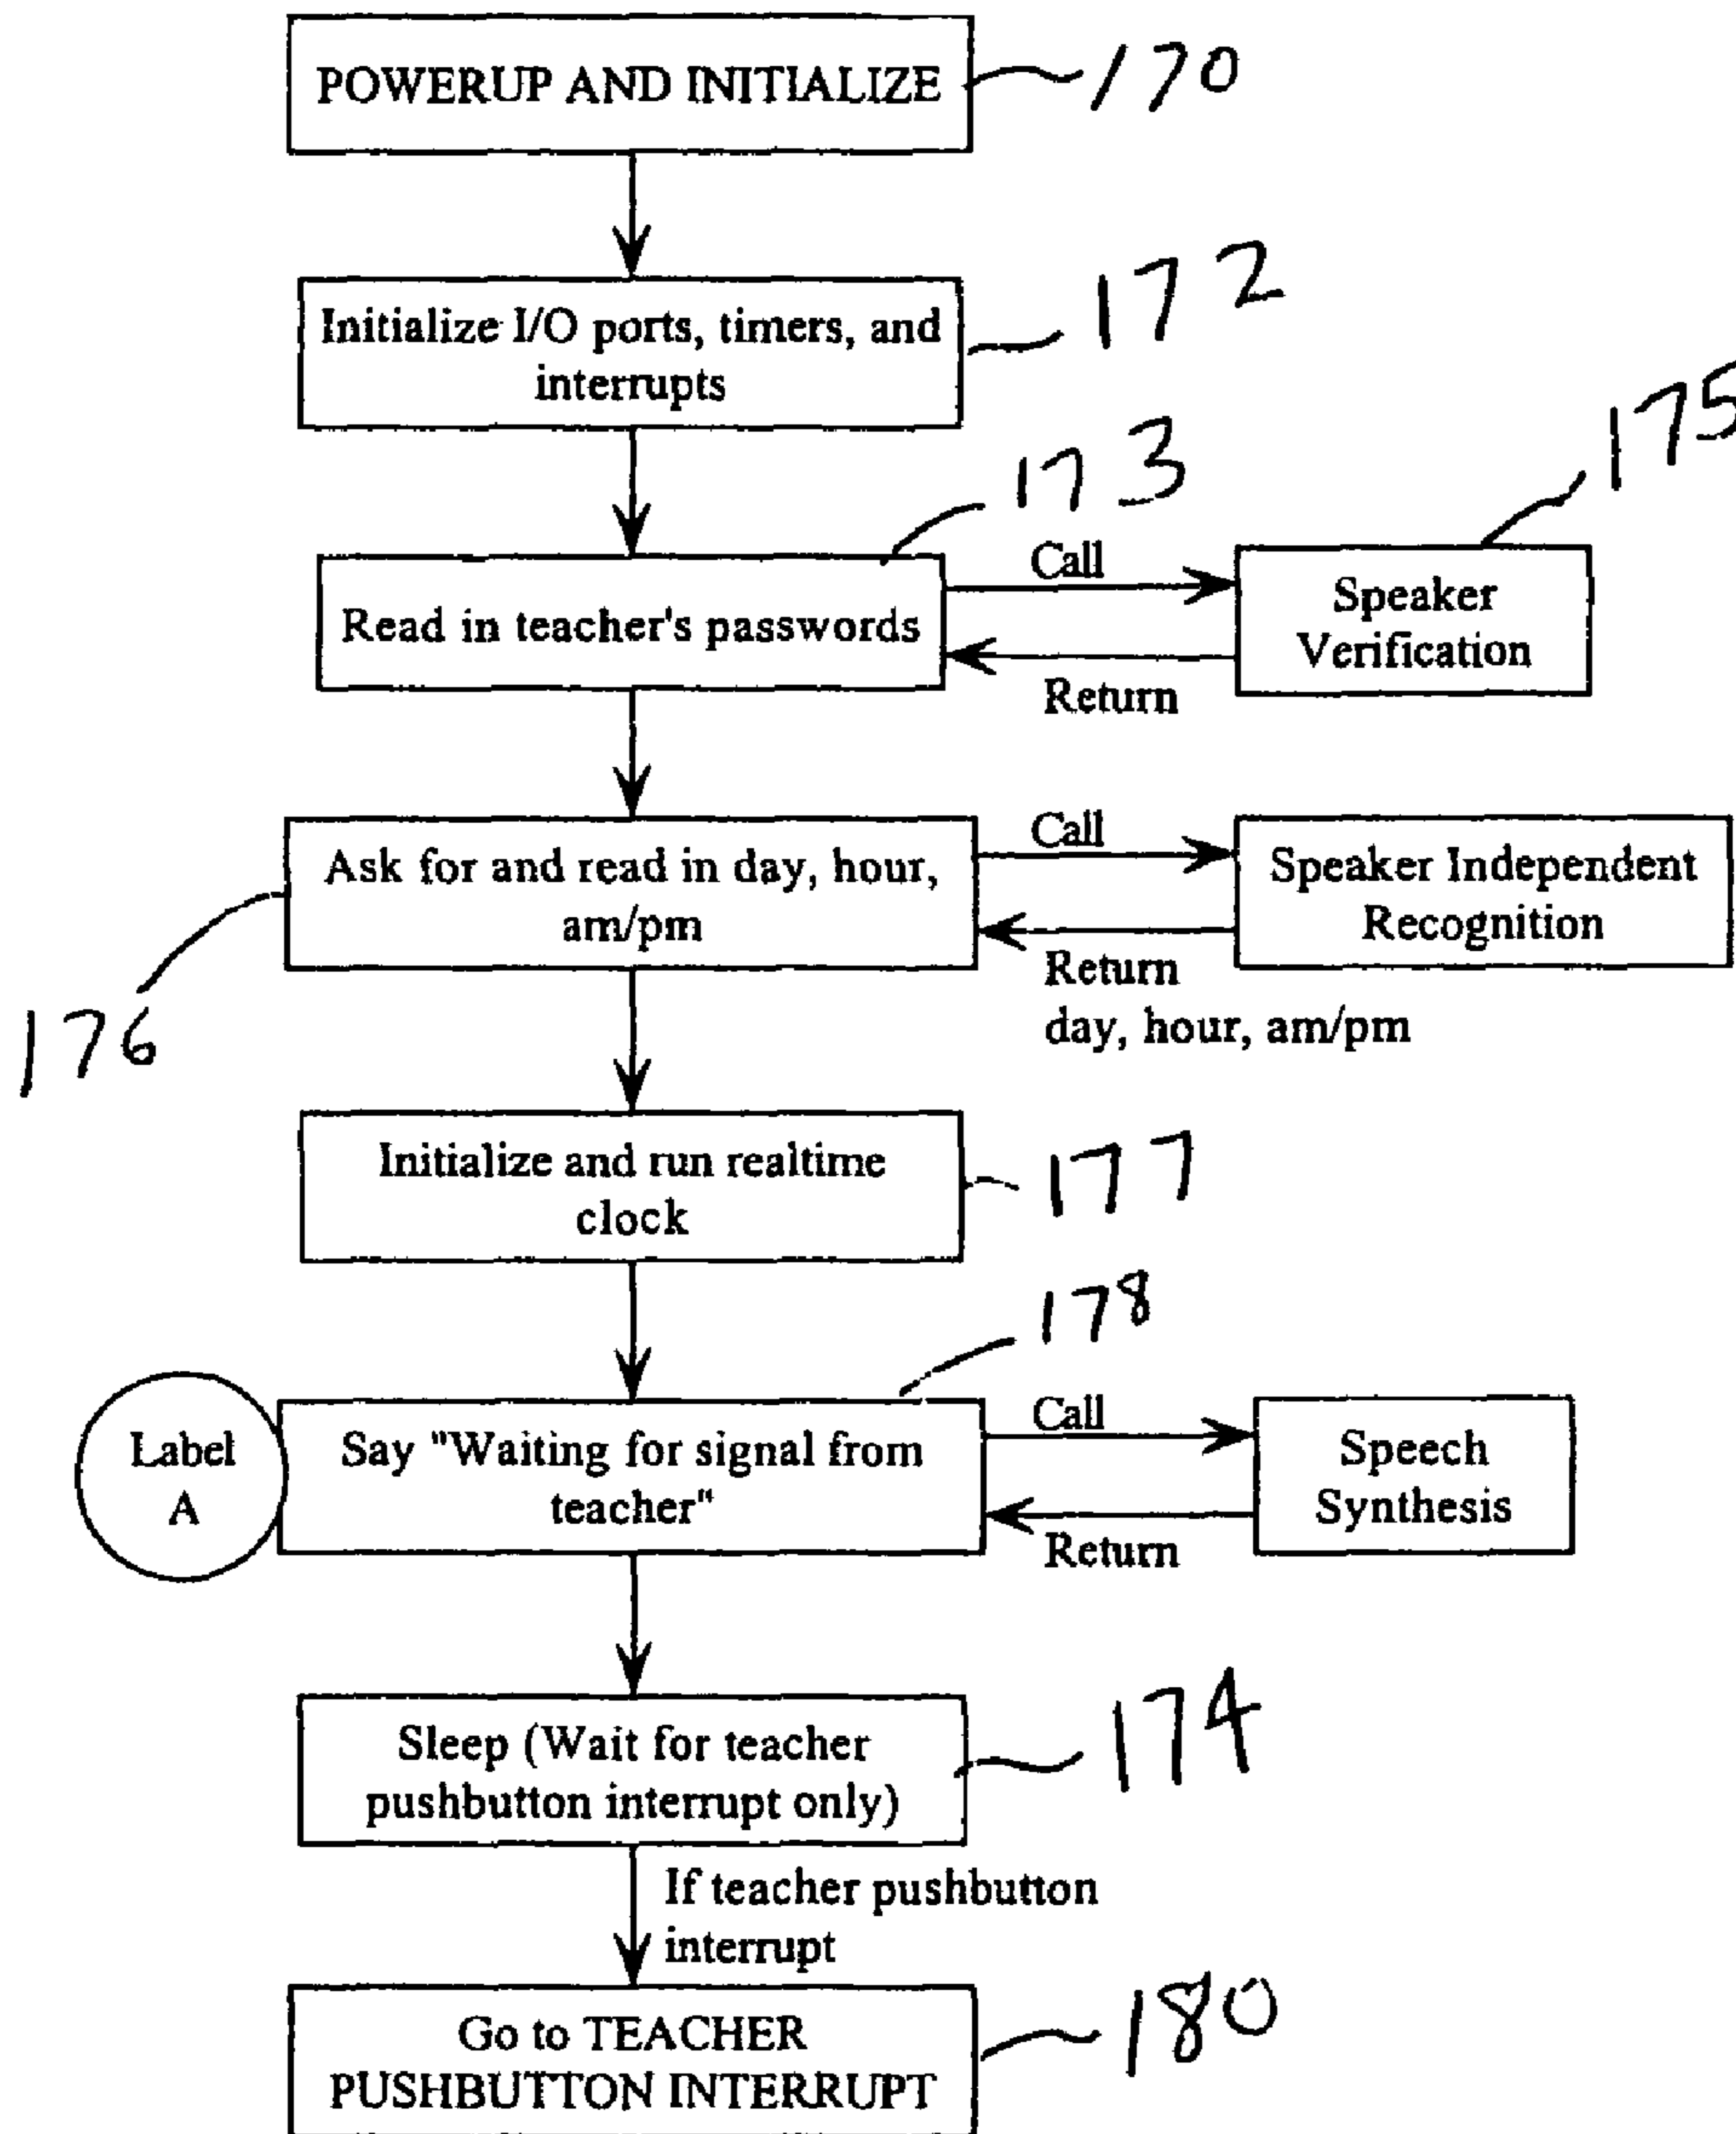 POWERUP AND INITIALIZE
170
Initialize I/O ports, timers, and
interrupts
172
173
175
Read in teacher's passwords
Call
Return
Speaker
Verification
Ask for and read in day, hour,
am/pm
176
Call
Return
day, hour, am/pm
Speaker Independent
Recognition
Initialize and run realtime
clock
177
178
Label
A
Say "Waiting for signal from
teacher"
Call
Return
Speech
Synthesis
Sleep (Wait for teacher
pushbutton interrupt only)
174
If teacher pushbutton
interrupt
Go to TEACHER
PUSHBUTTON INTERRUPT
180